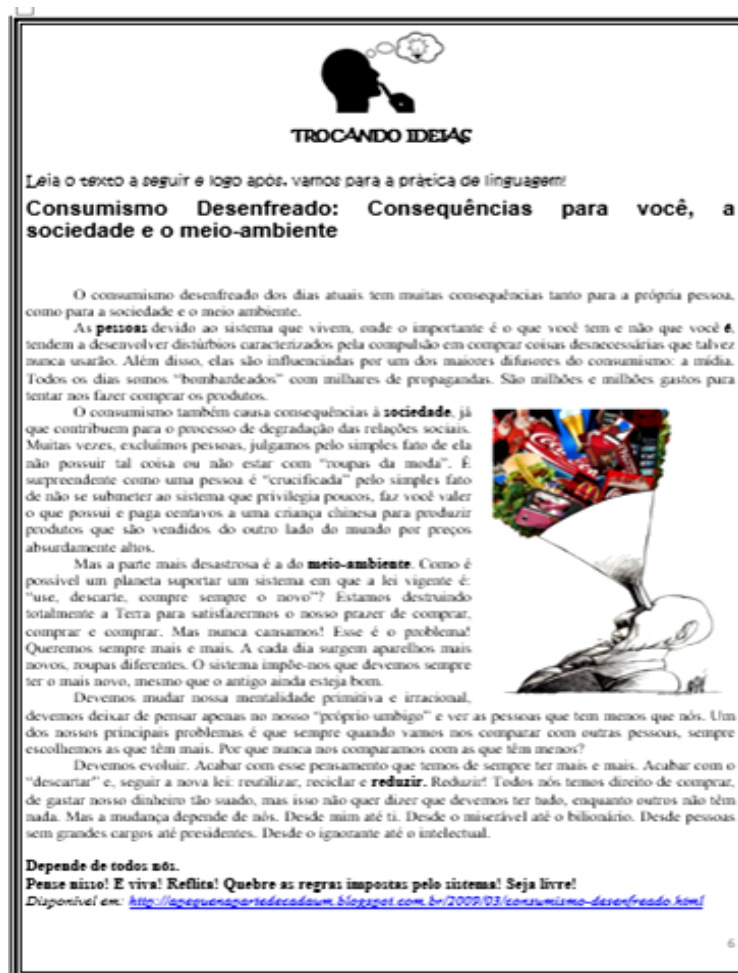 TROCANDO IDEIAS
Leia o texto a seguir e logo após, vamos para a prática de linguagem!
Consumismo Desenfreado: Consequências para você, a
sociedade e o meio-ambiente
O consumismo desenfreado dos dias atuais tem muitas consequências tanto para a própria pessoa,
como para a sociedade e o meio ambiente.
As pessoas devido ao sistema que vivem, onde o importante é o que você tem e não que você é,
tendem a desenvolver distúrbios caracterizados pela compulsão em comprar coisas desnecessárias que talvez
nunca usarão. Além disso, elas são influenciadas por um dos maiores difusores do consumismo: a mídia.
Todos os dias somos “bombardeados” com milhares de propagandas. São milhões e milhões gastos para
tentar nos fazer comprar os produtos.
O consumismo também causa consequências à sociedade, já
que contribuem para o processo de degradação das relações sociais.
Muitas vezes, excluímos pessoas, julgamos pelo simples fato de ela
não possuir tal coisa ou não estar com “roupas da moda”. É
surpreendente como uma pessoa é “crucificada” pelo simples fato
de não se submeter ao sistema que privilegia poucos, faz você valer
o que possui e paga centavos a uma criança chinesa para produzir
produtos que são vendidos do outro lado do mundo por preços
absurdamente altos.
Mas a parte mais desastrosa é a do meio-ambiente. Como é
possível um planeta suportar um sistema em que a lei vigente é:
“use, descarte, compre sempre o novo”? Estamos destruindo
totalmente a Terra para satisfazermos o nosso prazer de comprar,
comprar e comprar. Mas nunca cansamos! Esse é o problema!
Queremos sempre mais e mais. A cada dia surgem aparelhos mais
novos, roupas diferentes. O sistema impõe-nos que devemos sempre
ter o mais novo, mesmo que o antigo ainda esteja bom.
Devemos mudar nossa mentalidade primitiva e irracional,
devemos deixar de pensar apenas no nosso “próprio umbigo” e ver as pessoas que tem menos que nós. Um
dos nossos principais problemas é que sempre quando vamos nos comparar com outras pessoas, sempre
escolhemos as que têm mais. Por que nunca nos comparamos com as que têm menos?
Devemos evoluir. Acabar com esse pensamento que temos de sempre ter mais e mais. Acabar com o
“descartar” e, seguir a nova lei: reutilizar, reciclar e reduzir. Reduzir! Todos nós temos direito de comprar,
de gastar nosso dinheiro tão suado, mas isso não quer dizer que devemos ter tudo, enquanto outros não têm
nada. Mas a mudança depende de nós. Desde mim até ti. Desde o miserável até o bilionário. Desde pessoas
sem grandes cargos até presidentes. Desde o ignorante até o intelectual.
Depende de todos nós.
Pense nisso! E viva! Reflita! Quebre as regras impostas pelo sistema! Seja livre!
Disponível em: http://apequenapartedecadaum.blogspot.com.br/2009/03/consumismo-desenfreado.html
6